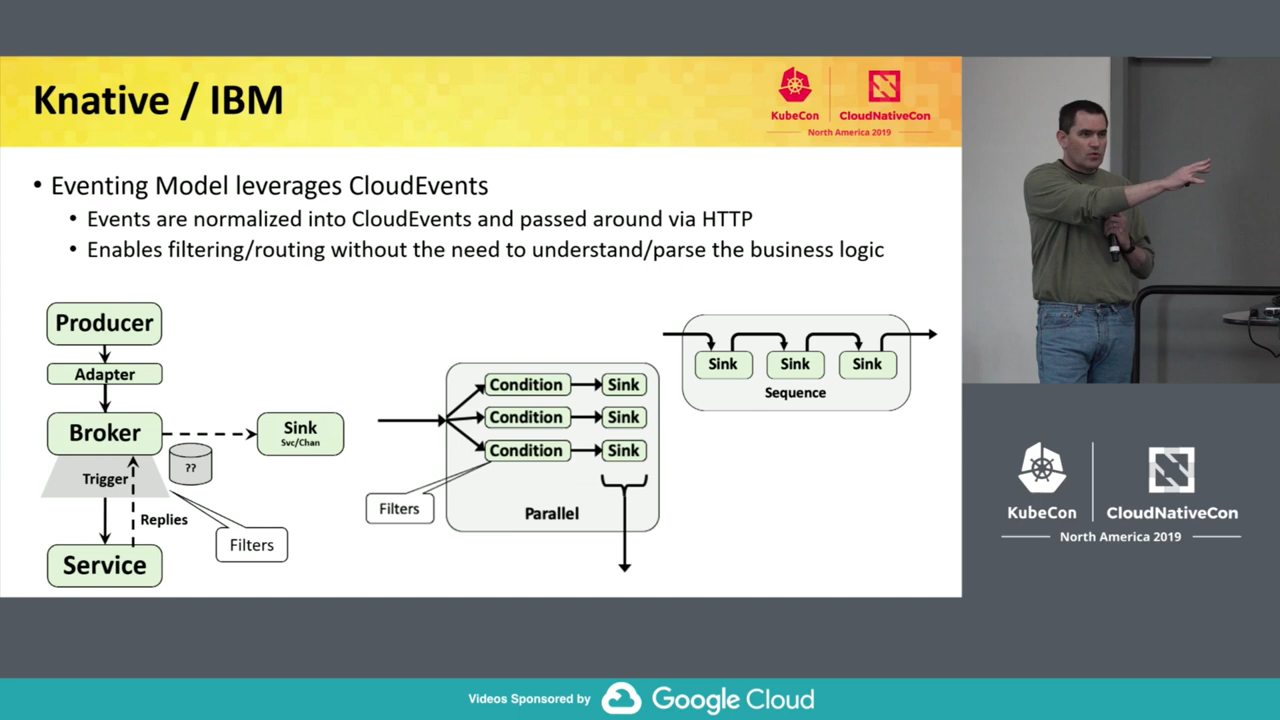 Knative / IBM
KubeCon
CloudNativeCon
North America 2019
• Eventing Model leverages CloudEvents
• Events are normalized into CloudEvents and passed around via HTTP
• Enables filtering/routing without the need to understand/parse the business logic
Producer
Adapter
Broker
Sink
Svc/Chan
??
Trigger
Replies
Filters
Service
Condition
Sink
Condition
Sink
Condition
Sink
Filters
Parallel
Sink
Sink
Sink
Sequence
KubeCon
CloudNativeCon
North America 2019
Videos Sponsored by
Google Cloud